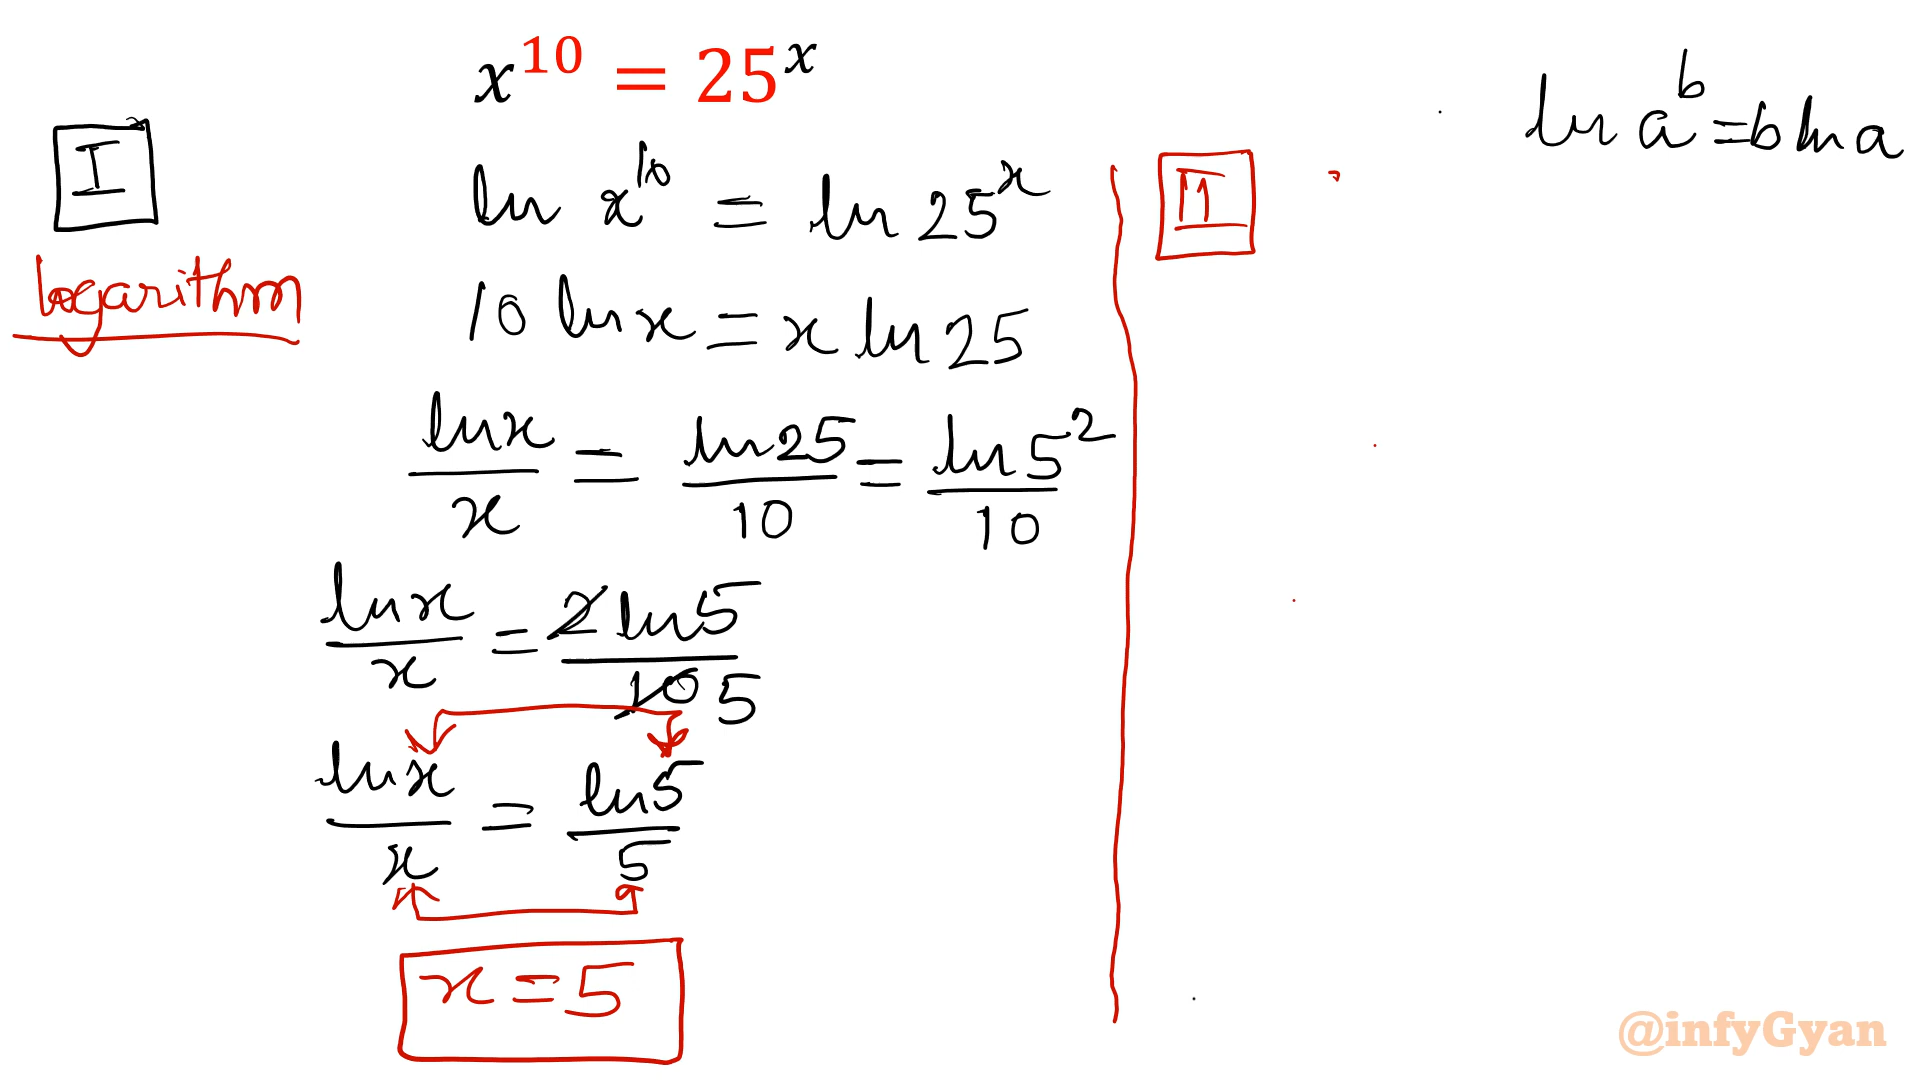 x^10 = 25^x
I
logarithm
ln x^10 = ln 25^x
10 ln x = x ln 25
ln x / x = ln 25 / 10 = ln 5^2 / 10
ln x / x = 2 ln 5 / 10 5
ln x / x = ln 5 / 5
x = 5
II
ln a^b = b ln a
@infyGyan